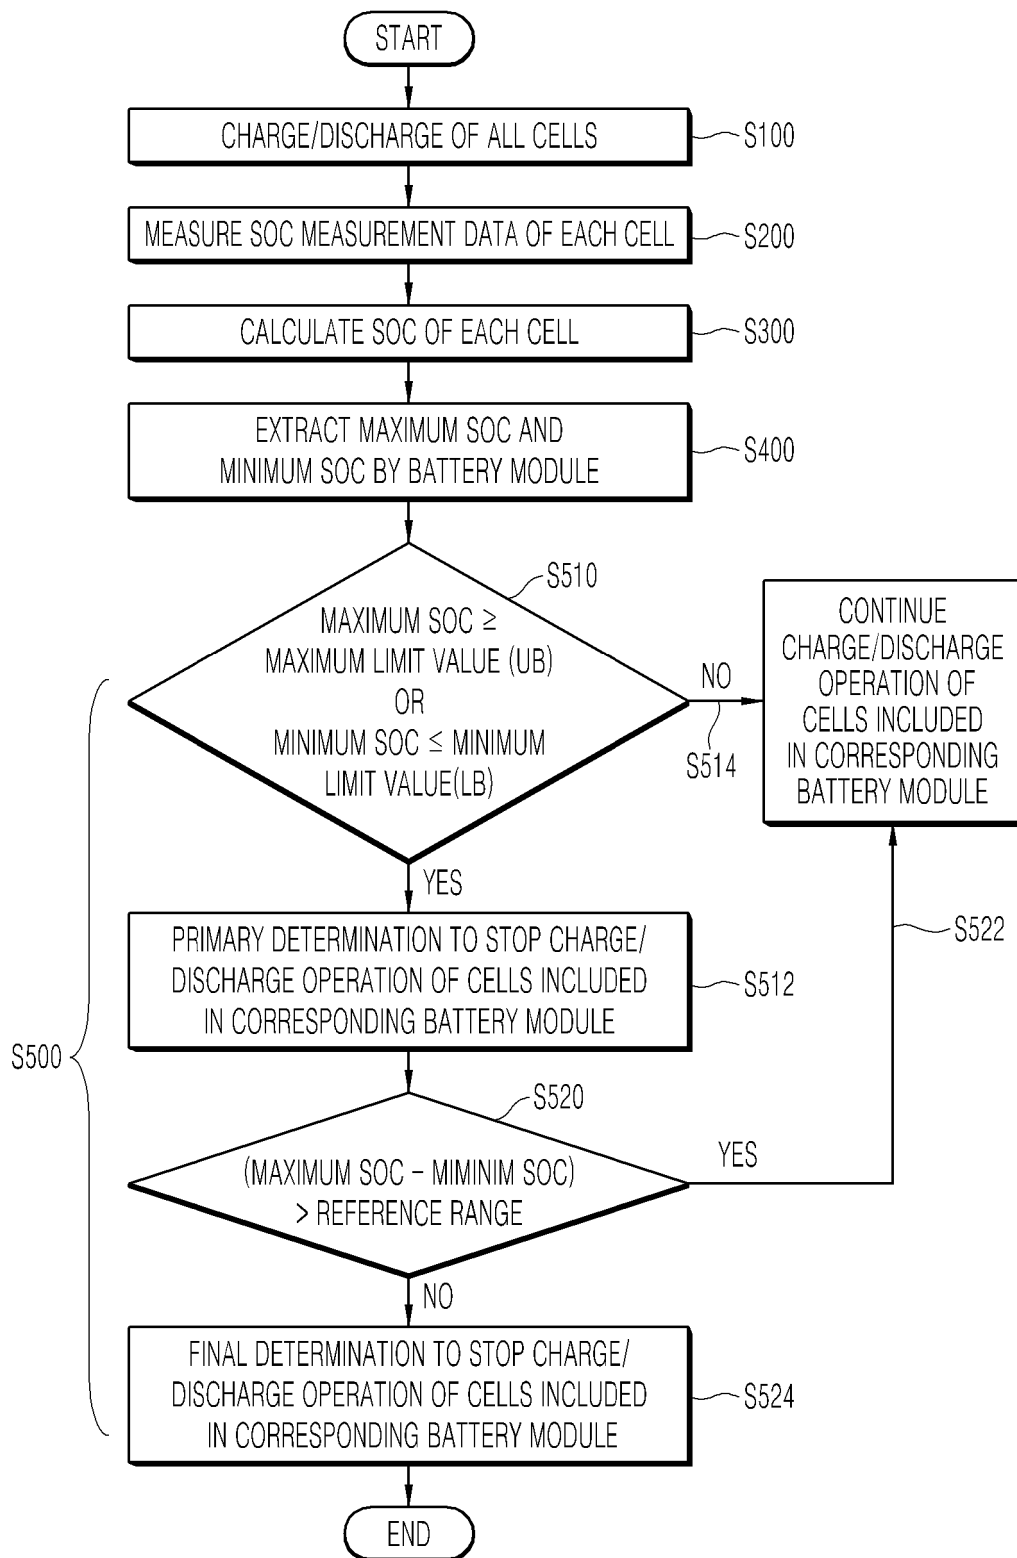 START
CHARGE/DISCHARGE OF ALL CELLS
S100
MEASURE SOC MEASUREMENT DATA OF EACH CELL
S200
CALCULATE SOC OF EACH CELL
S300
EXTRACT MAXIMUM SOC AND
MINIMUM SOC BY BATTERY MODULE
S400
S510
MAXIMUM SOC ≥
MAXIMUM LIMIT VALUE (UB)
OR
MINIMUM SOC ≤ MINIMUM
LIMIT VALUE(LB)
NO
S514
CONTINUE
CHARGE/DISCHARGE
OPERATION OF
CELLS INCLUDED
IN CORRESPONDING
BATTERY MODULE
YES
PRIMARY DETERMINATION TO STOP CHARGE/
DISCHARGE OPERATION OF CELLS INCLUDED
IN CORRESPONDING BATTERY MODULE
S512
S522
S500
S520
(MAXIMUM SOC - MIMINIM SOC)
> REFERENCE RANGE
YES
NO
FINAL DETERMINATION TO STOP CHARGE/
DISCHARGE OPERATION OF CELLS INCLUDED
IN CORRESPONDING BATTERY MODULE
S524
END